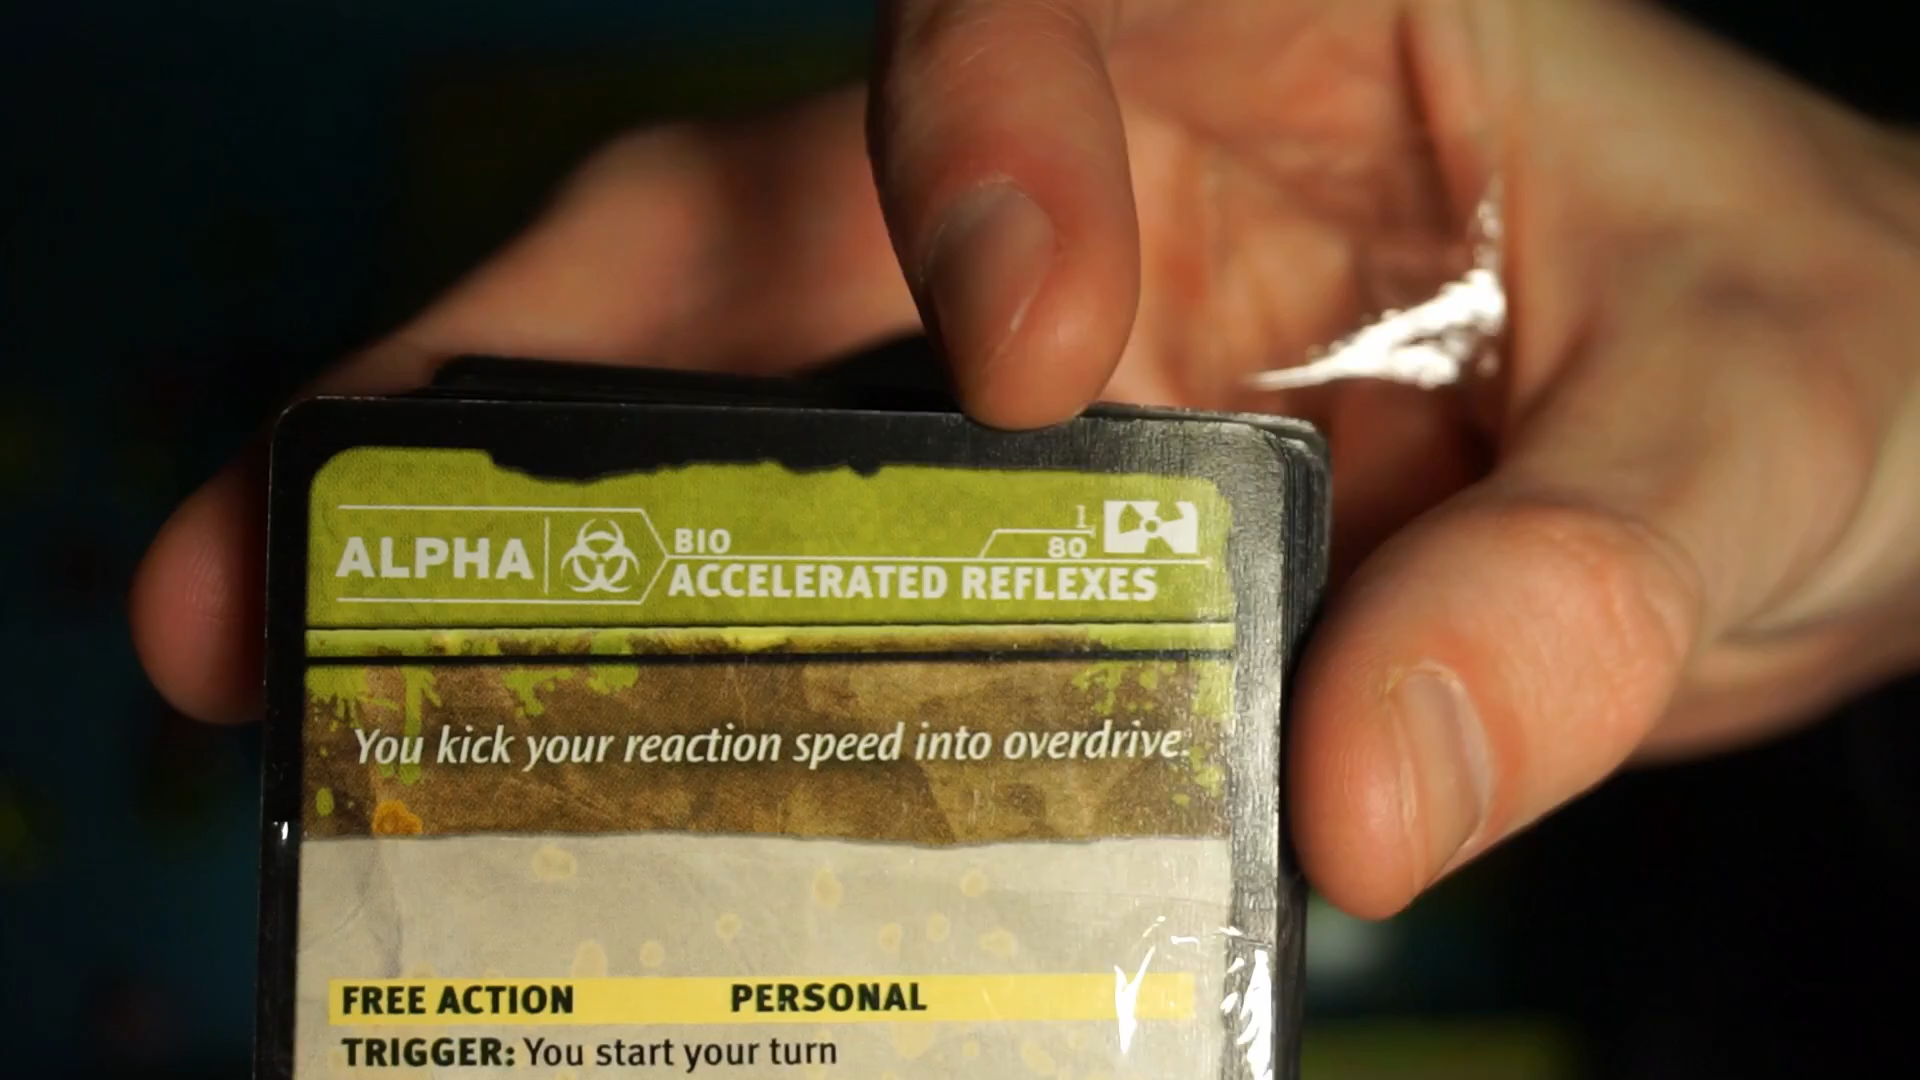 ALPHA
BIO
1
80
ACCELERATED REFLEXES
You kick your reaction speed into overdrive.
FREE ACTION PERSONAL
TRIGGER: You start your turn